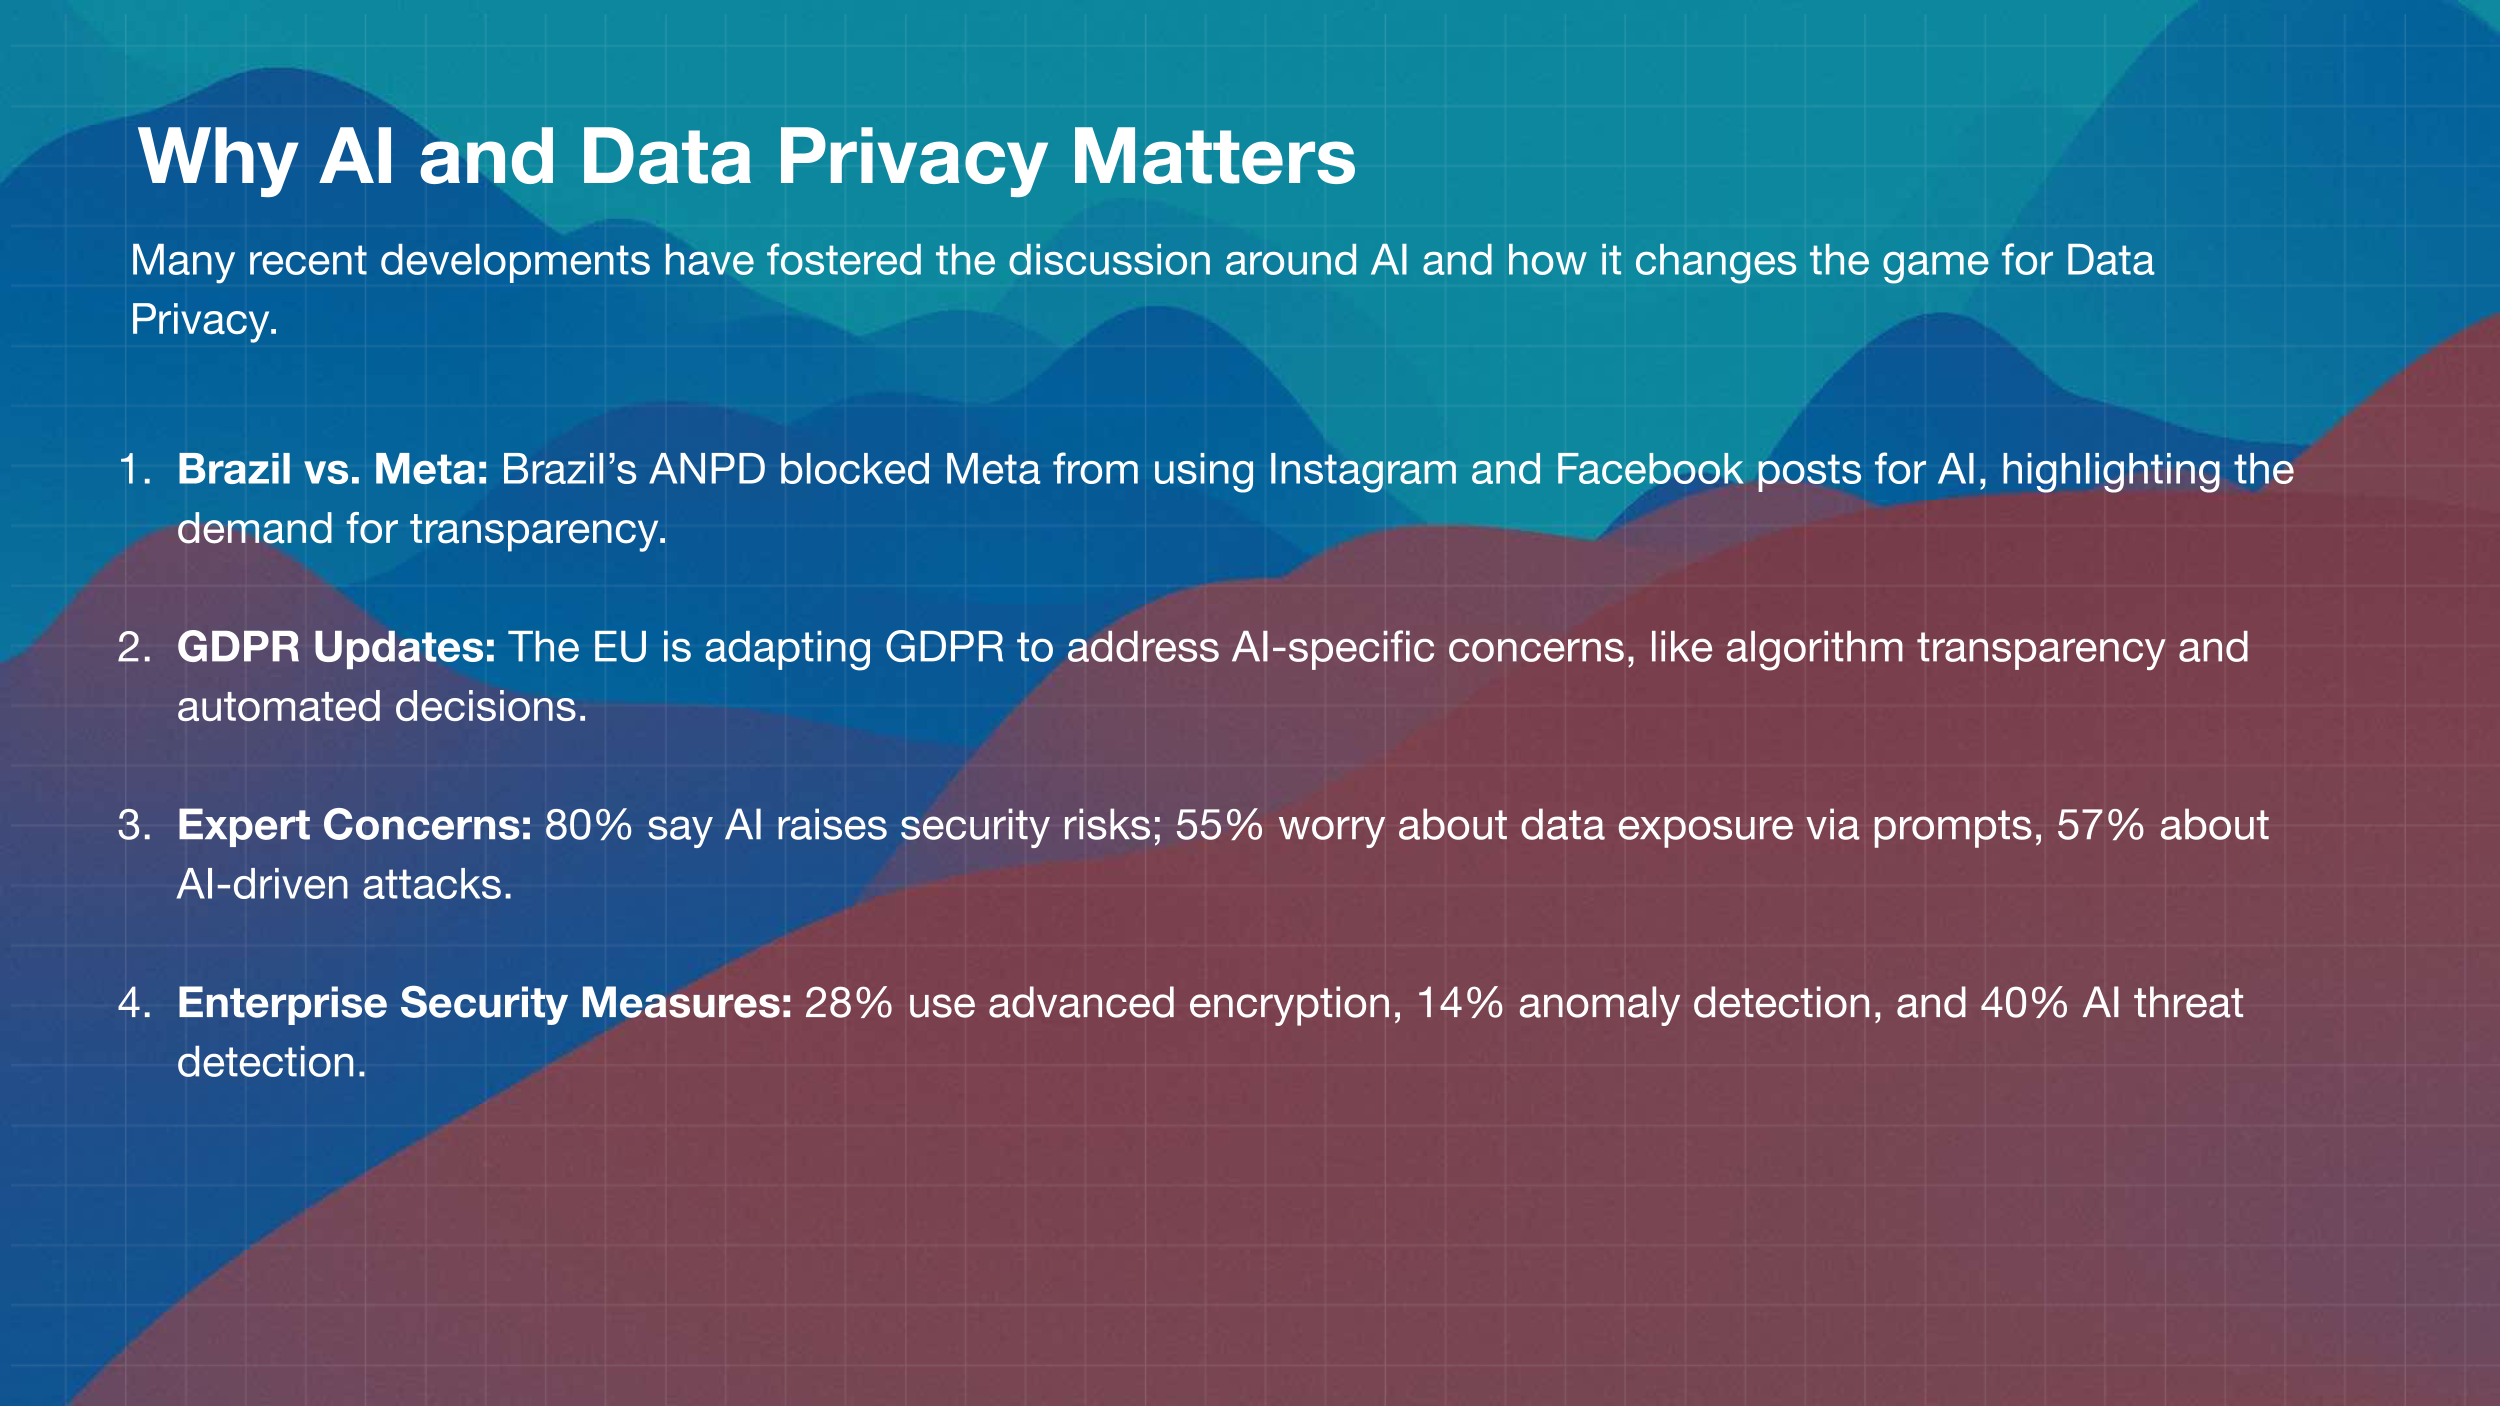 Why AI and Data Privacy Matters
Many recent developments have fostered the discussion around AI and how it changes the game for Data
Privacy.
1. Brazil vs. Meta: Brazil’s ANPD blocked Meta from using Instagram and Facebook posts for AI, highlighting the
demand for transparency.
2. GDPR Updates: The EU is adapting GDPR to address AI-specific concerns, like algorithm transparency and
automated decisions.
3. Expert Concerns: 80% say AI raises security risks; 55% worry about data exposure via prompts, 57% about
AI-driven attacks.
4. Enterprise Security Measures: 28% use advanced encryption, 14% anomaly detection, and 40% AI threat
detection.